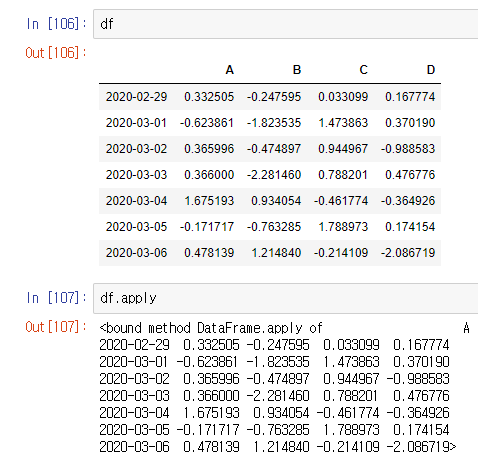 In [106]: df
Out[106]:
A B C D
2020-02-29 0.332505 -0.247595 0.033099 0.167774
2020-03-01 -0.623861 -1.823535 1.473863 0.370190
2020-03-02 0.365996 -0.474897 0.944967 -0.988583
2020-03-03 0.366000 -2.281460 0.788201 0.476776
2020-03-04 1.675193 0.934054 -0.461774 -0.364926
2020-03-05 -0.171717 -0.763285 1.788973 0.174154
2020-03-06 0.478139 1.214840 -0.214109 -2.086719
In [107]: df.apply
Out[107]: <bound method DataFrame.apply of A
2020-02-29 0.332505 -0.247595 0.033099 0.167774
2020-03-01 -0.623861 -1.823535 1.473863 0.370190
2020-03-02 0.365996 -0.474897 0.944967 -0.988583
2020-03-03 0.366000 -2.281460 0.788201 0.476776
2020-03-04 1.675193 0.934054 -0.461774 -0.364926
2020-03-05 -0.171717 -0.763285 1.788973 0.174154
2020-03-06 0.478139 1.214840 -0.214109 -2.086719>